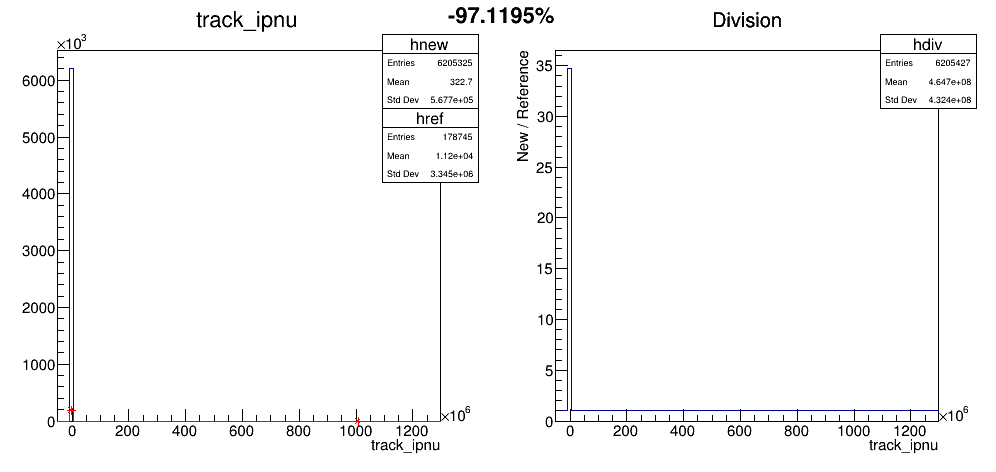 -97.1195%
track_ipnu
×10³
hnew
Entries 6205325
Mean 322.7
Std Dev 5.677e+05
href
Entries 178745
Mean 1.12e+04
Std Dev 3.345e+06
6000
5000
4000
3000
2000
1000
0
0 200 400 600 800 1000 1200
×10⁶
track_ipnu
Division
hdiv
Entries 6205427
Mean 4.647e+08
Std Dev 4.324e+08
New / Reference
35
30
25
20
15
10
5
0
0 200 400 600 800 1000 1200
×10⁶
track_ipnu